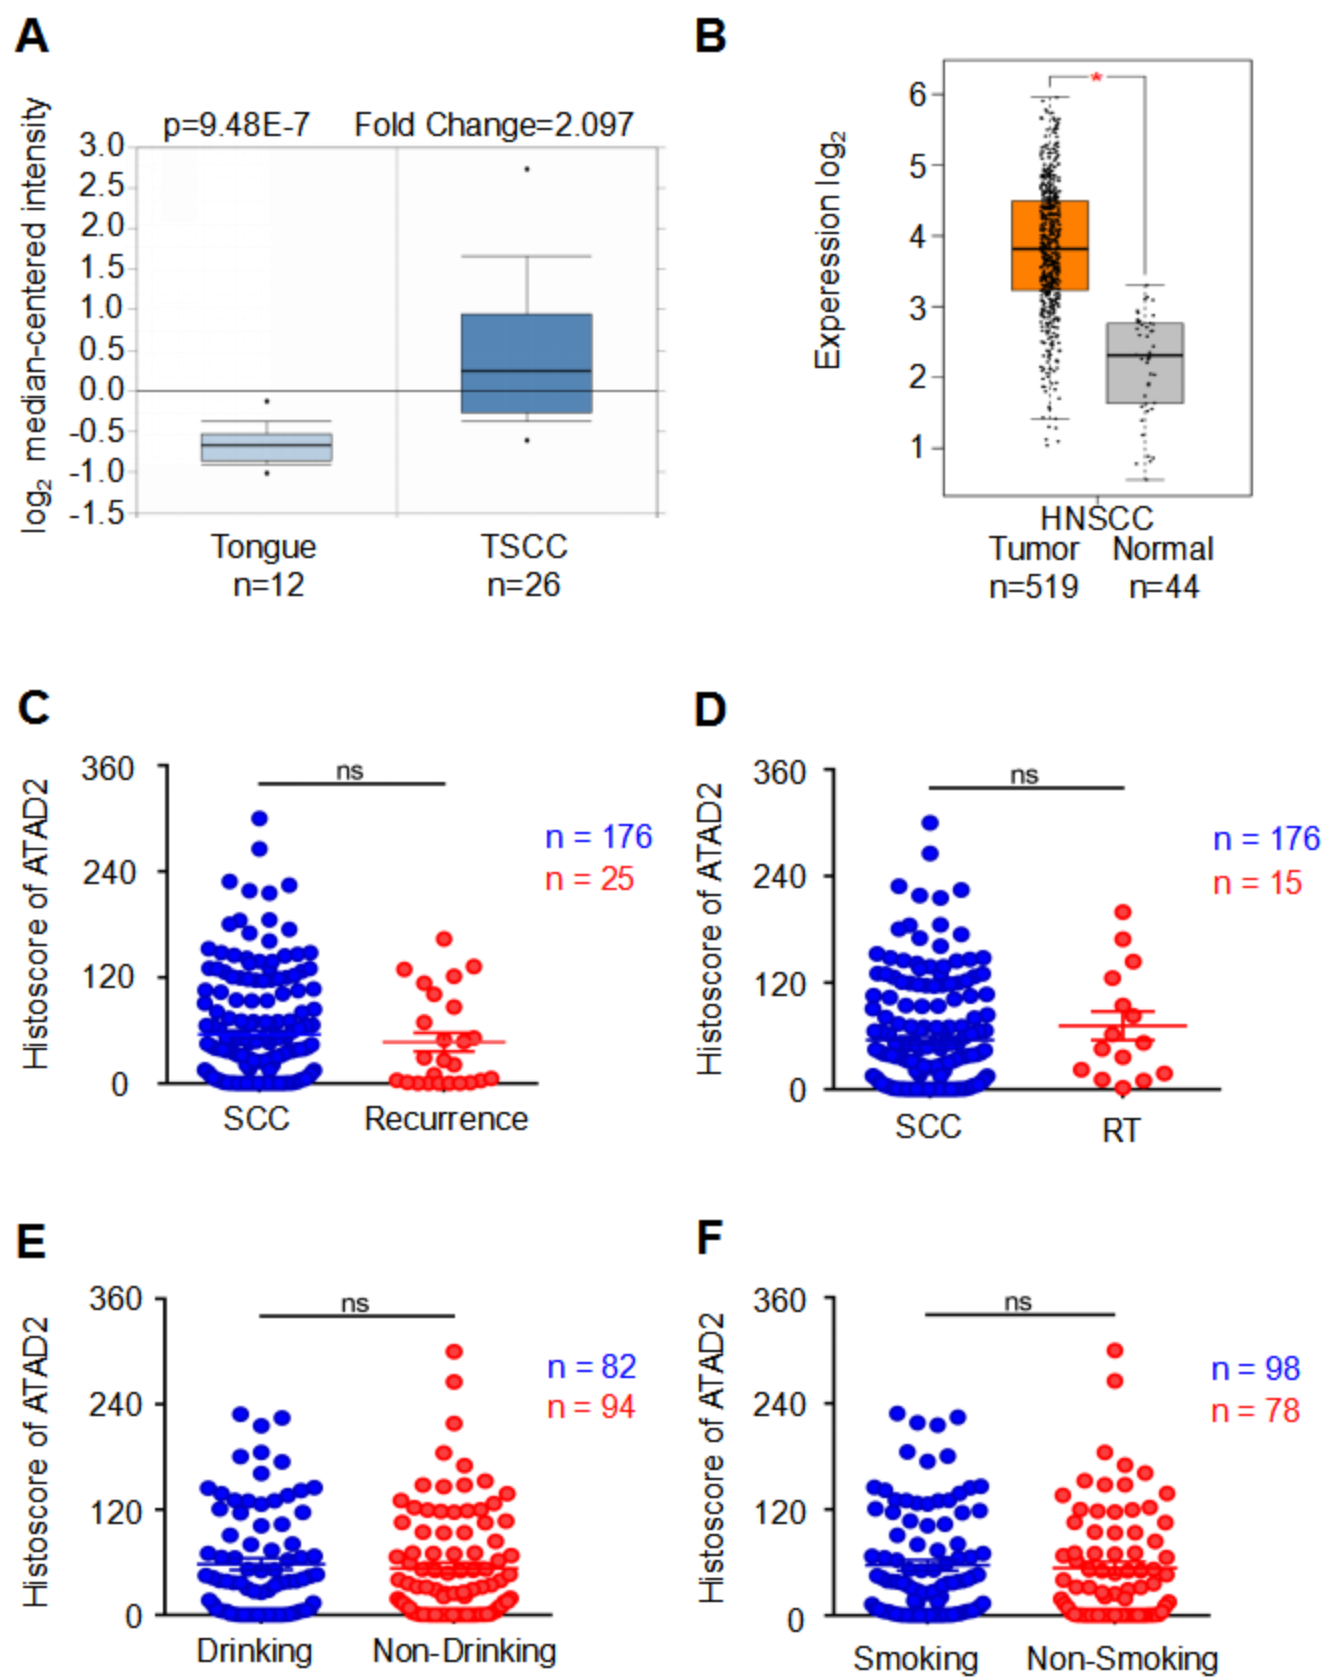 A
p=9.48E-7 Fold Change=2.097
log2 median-centered intensity
3.0
2.5
2.0
1.5
1.0
0.5
0.0
-0.5
-1.0
-1.5
Tongue TSCC
n=12 n=26
B
*
Experession log2
6
5
4
3
2
1
HNSCC
Tumor Normal
n=519 n=44
C
Histoscore of ATAD2
360
240
120
0
ns
n = 176
n = 25
SCC Recurrence
D
Histoscore of ATAD2
360
240
120
0
ns
n = 176
n = 15
SCC RT
E
Histoscore of ATAD2
360
240
120
0
ns
n = 82
n = 94
Drinking Non-Drinking
F
Histoscore of ATAD2
360
240
120
0
ns
n = 98
n = 78
Smoking Non-Smoking